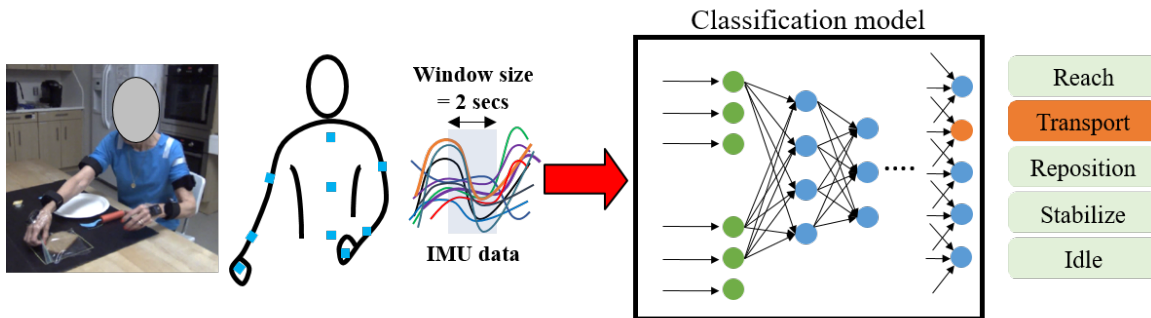 Classification model
Window size
= 2 secs
IMU data
Reach
Transport
Reposition
Stabilize
Idle